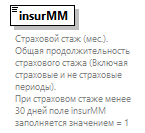 insurMM
Страховой стаж (мес.).
Общая продолжительность
страхового стажа (Включая
страховые и не страховые
периоды).
При страховом стаже менее
30 дней поле insurMM
заполняется значением = 1